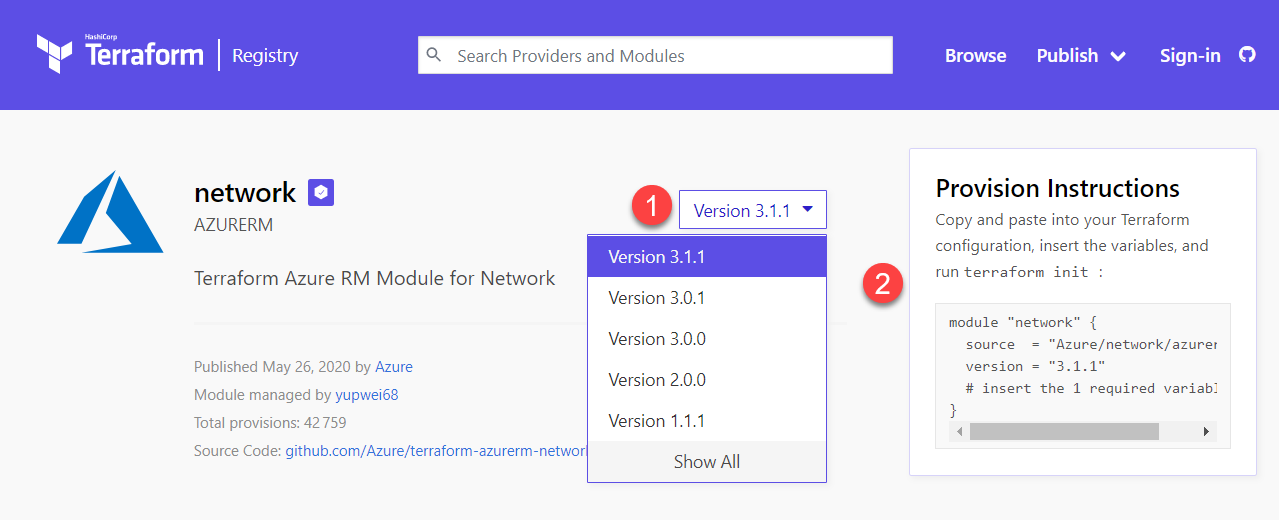 HashiCorp
Terraform
Registry
Search Providers and Modules
Browse
Publish
Sign-in
network
AZURERM
Terraform Azure RM Module for Network
Published May 26, 2020 by Azure
Module managed by yupwei68
Total provisions: 42 759
Source Code: github.com/Azure/terraform-azurerm-network
1
Version 3.1.1
Version 3.1.1
Version 3.0.1
Version 3.0.0
Version 2.0.0
Version 1.1.1
Show All
2
Provision Instructions
Copy and paste into your Terraform
configuration, insert the variables, and
run terraform init :
module "network" {
source = "Azure/network/azurer
version = "3.1.1"
# insert the 1 required variabl
}